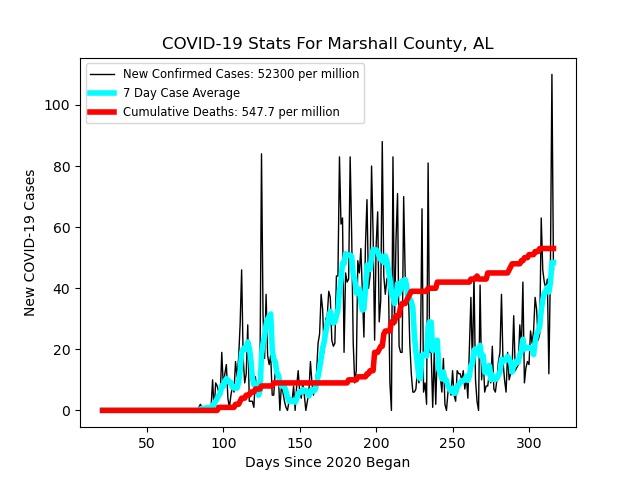 COVID-19 Stats For Marshall County, AL
New Confirmed Cases: 52300 per million
7 Day Case Average
Cumulative Deaths: 547.7 per million
New COVID-19 Cases
100
80
60
40
20
0
50 100 150 200 250 300
Days Since 2020 Began